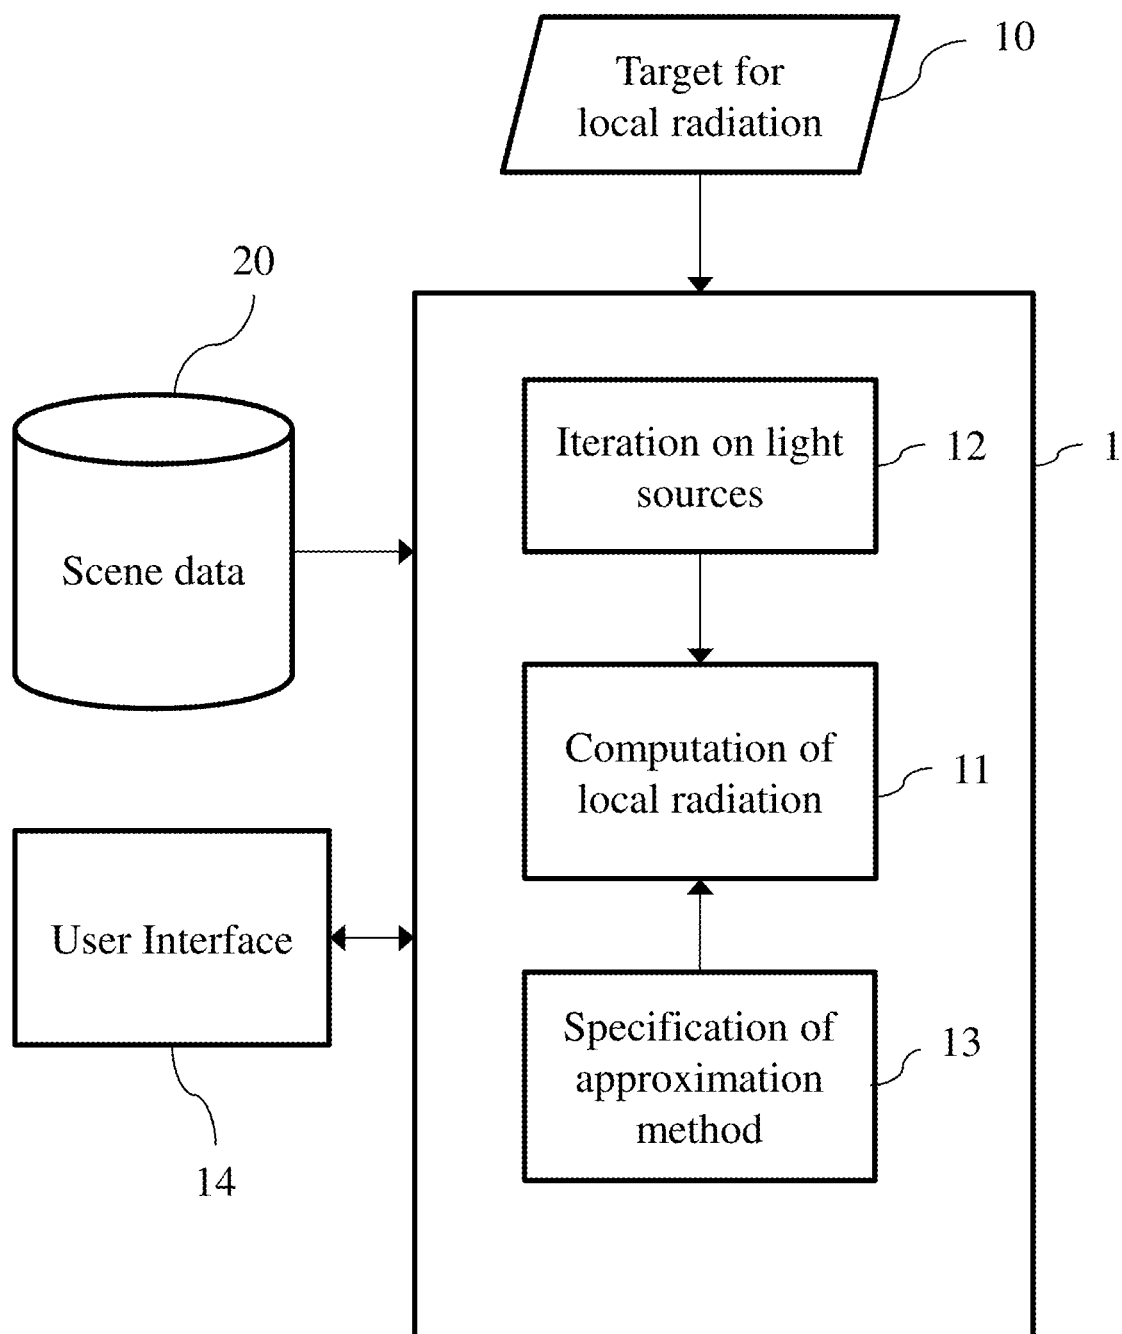 Target for
local radiation
10
20
Scene data
Iteration on light
sources
12
1
Computation of
local radiation
11
User Interface
14
Specification of
approximation
method
13